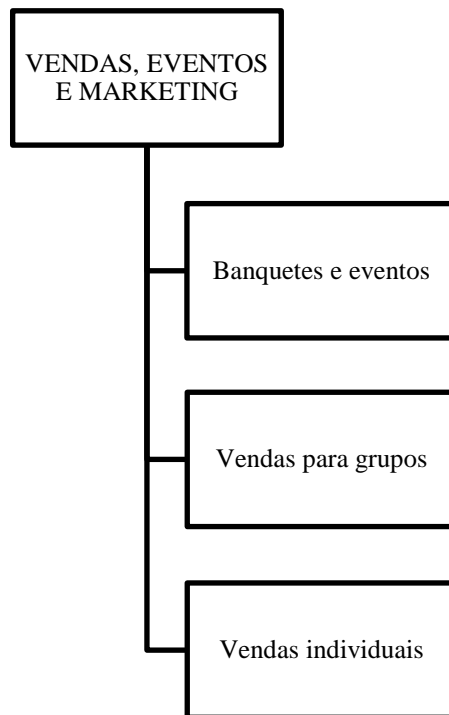 VENDAS, EVENTOS
E MARKETING
Banquetes e eventos
Vendas para grupos
Vendas individuais